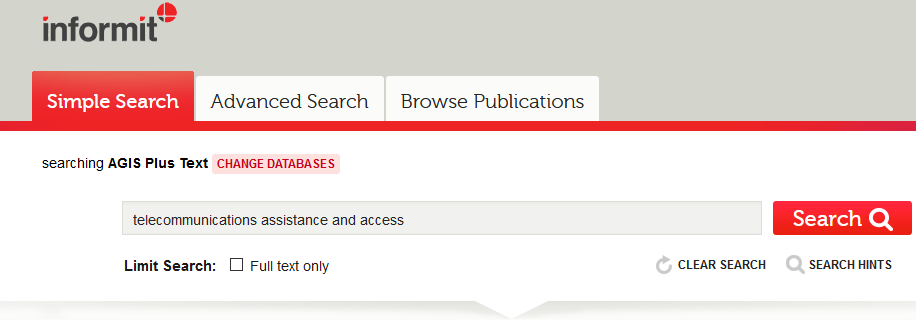 informit
Simple Search
Advanced Search
Browse Publications
searching AGIS Plus Text CHANGE DATABASES
telecommunications assistance and access
Search
Limit Search: Full text only
CLEAR SEARCH
SEARCH HINTS